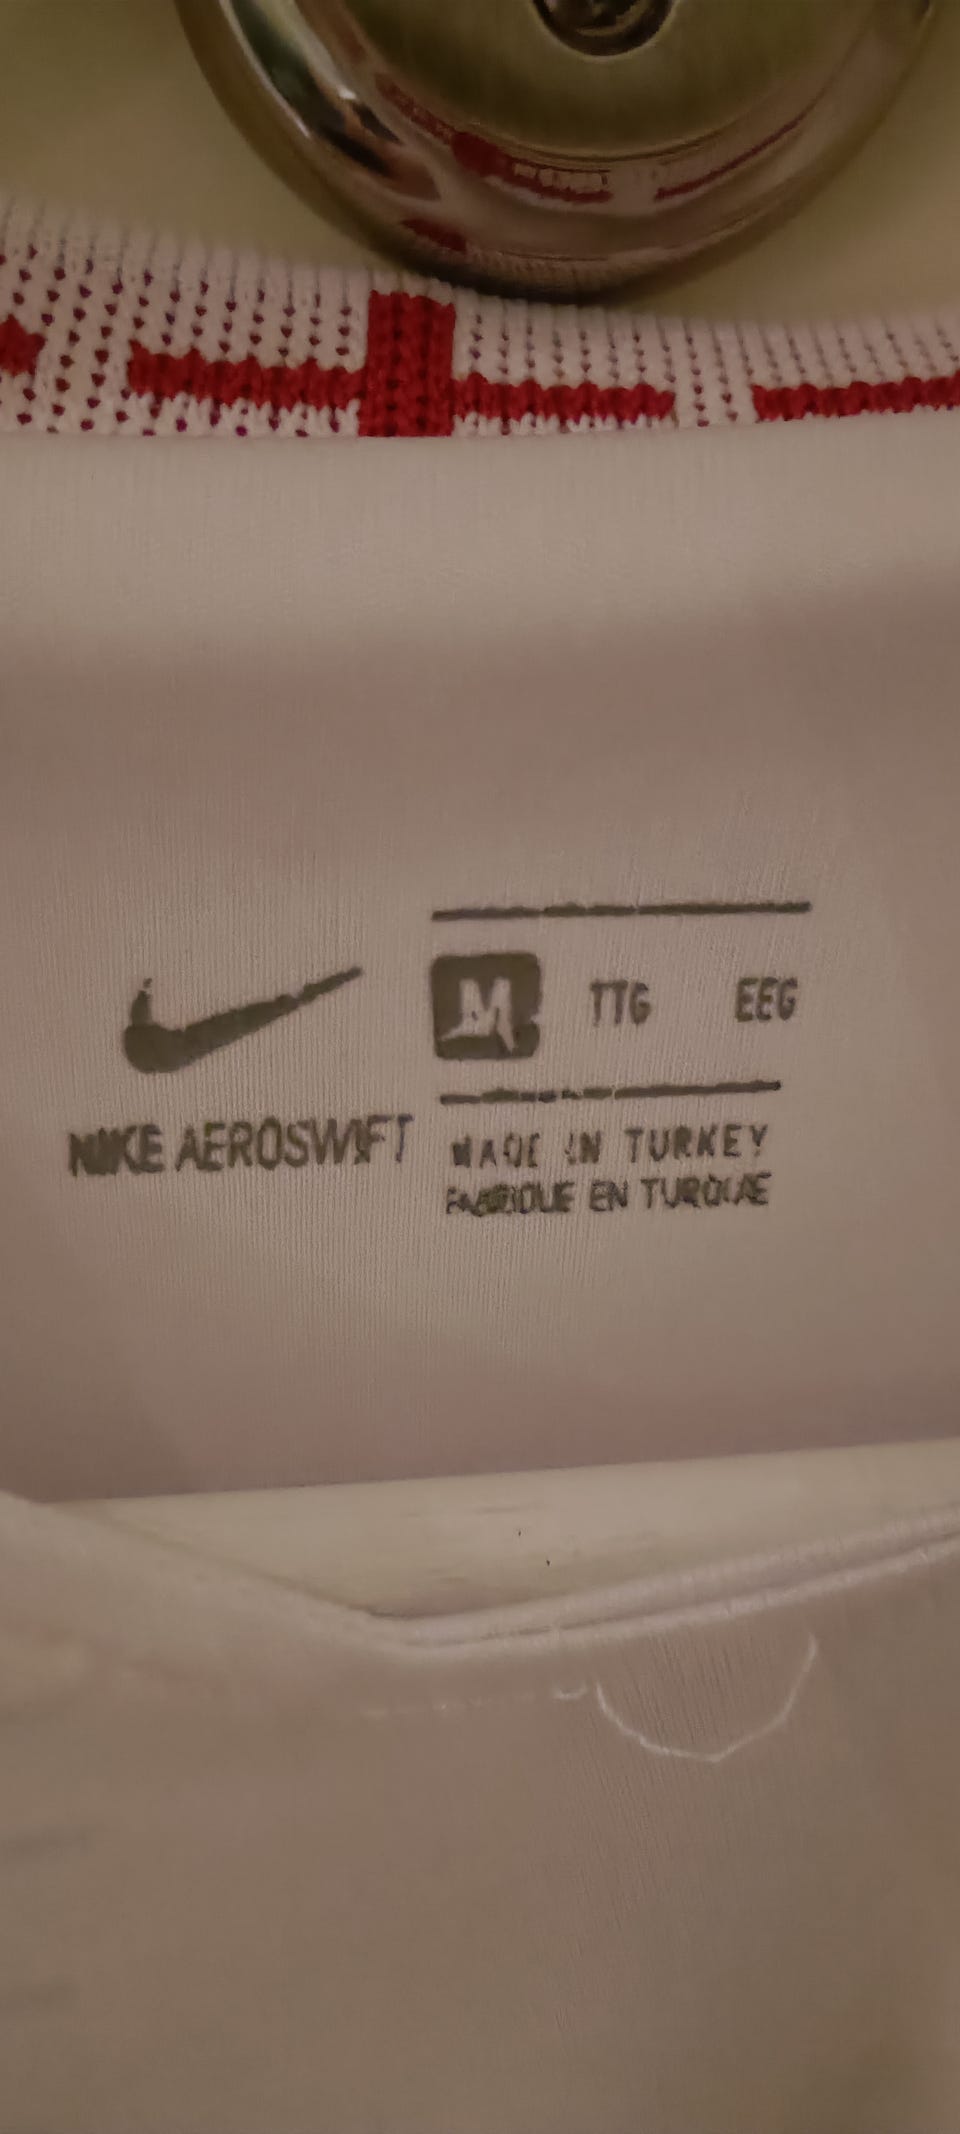 M TTG EEG
NIKE AEROSWIFT
MADE IN TURKEY
FABRIQUE EN TURQUIE